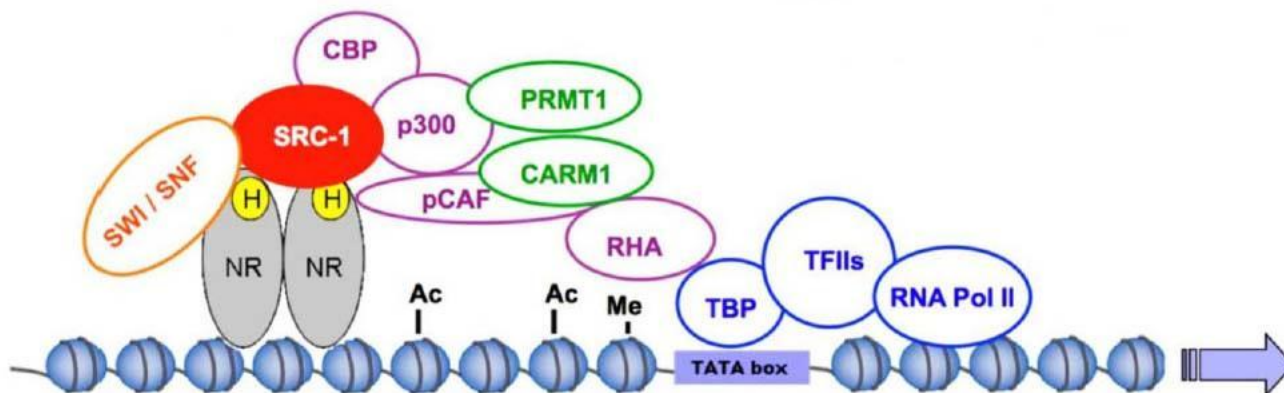 CBP
PRMT1
SRC-1
p300
SWI / SNF
CARM1
H
H
pCAF
RHA
TFIIs
NR
NR
RNA Pol II
TBP
Ac
Ac
Me
TATA box